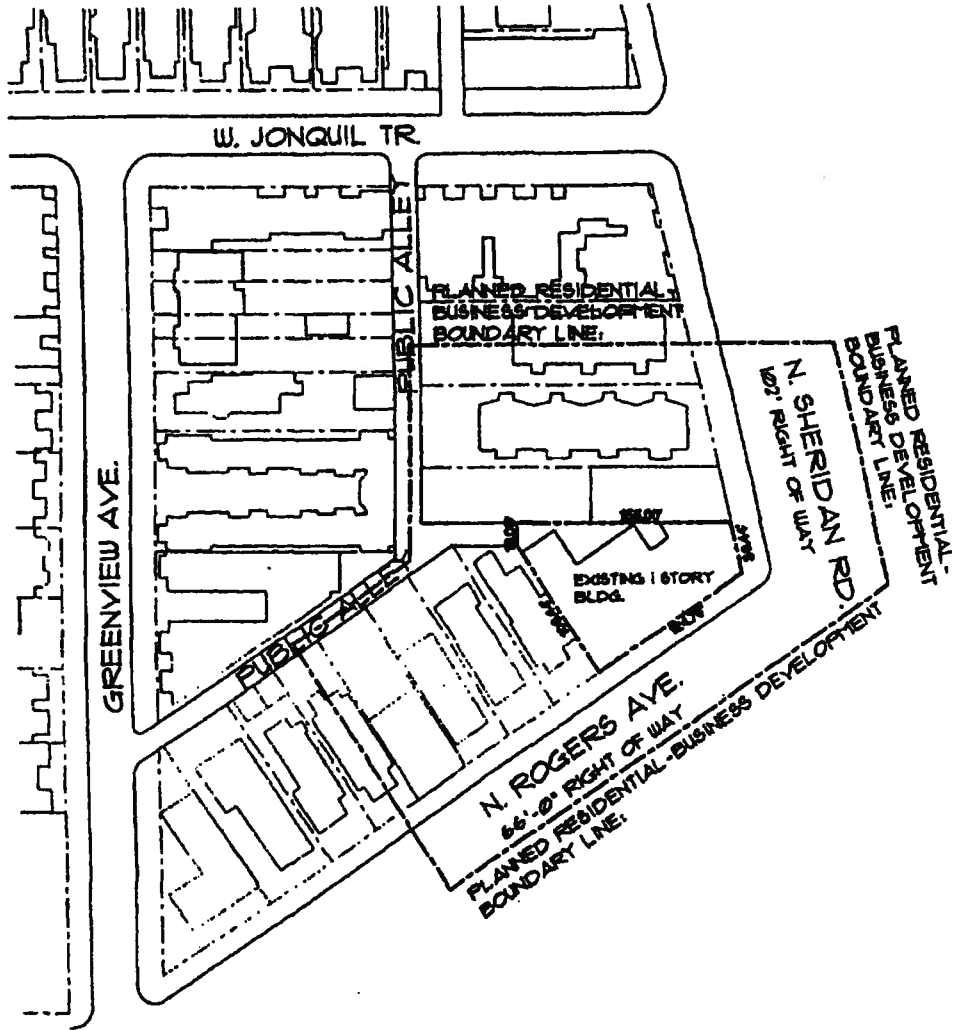 W. JONQUIL TR.
PUBLIC ALLEY
PLANNED RESIDENTIAL-
BUSINESS DEVELOPMENT
BOUNDARY LINE:
PLANNED RESIDENTIAL-
BUSINESS DEVELOPMENT
BOUNDARY LINE:
N. SHERIDAN RD
102' RIGHT OF WAY
GREENVIEW AVE.
EXISTING 1 STORY
BLDG.
PUBLIC ALLEY
N. ROGERS AVE.
66'-0" RIGHT OF WAY
PLANNED RESIDENTIAL-BUSINESS DEVELOPMENT
BOUNDARY LINE: